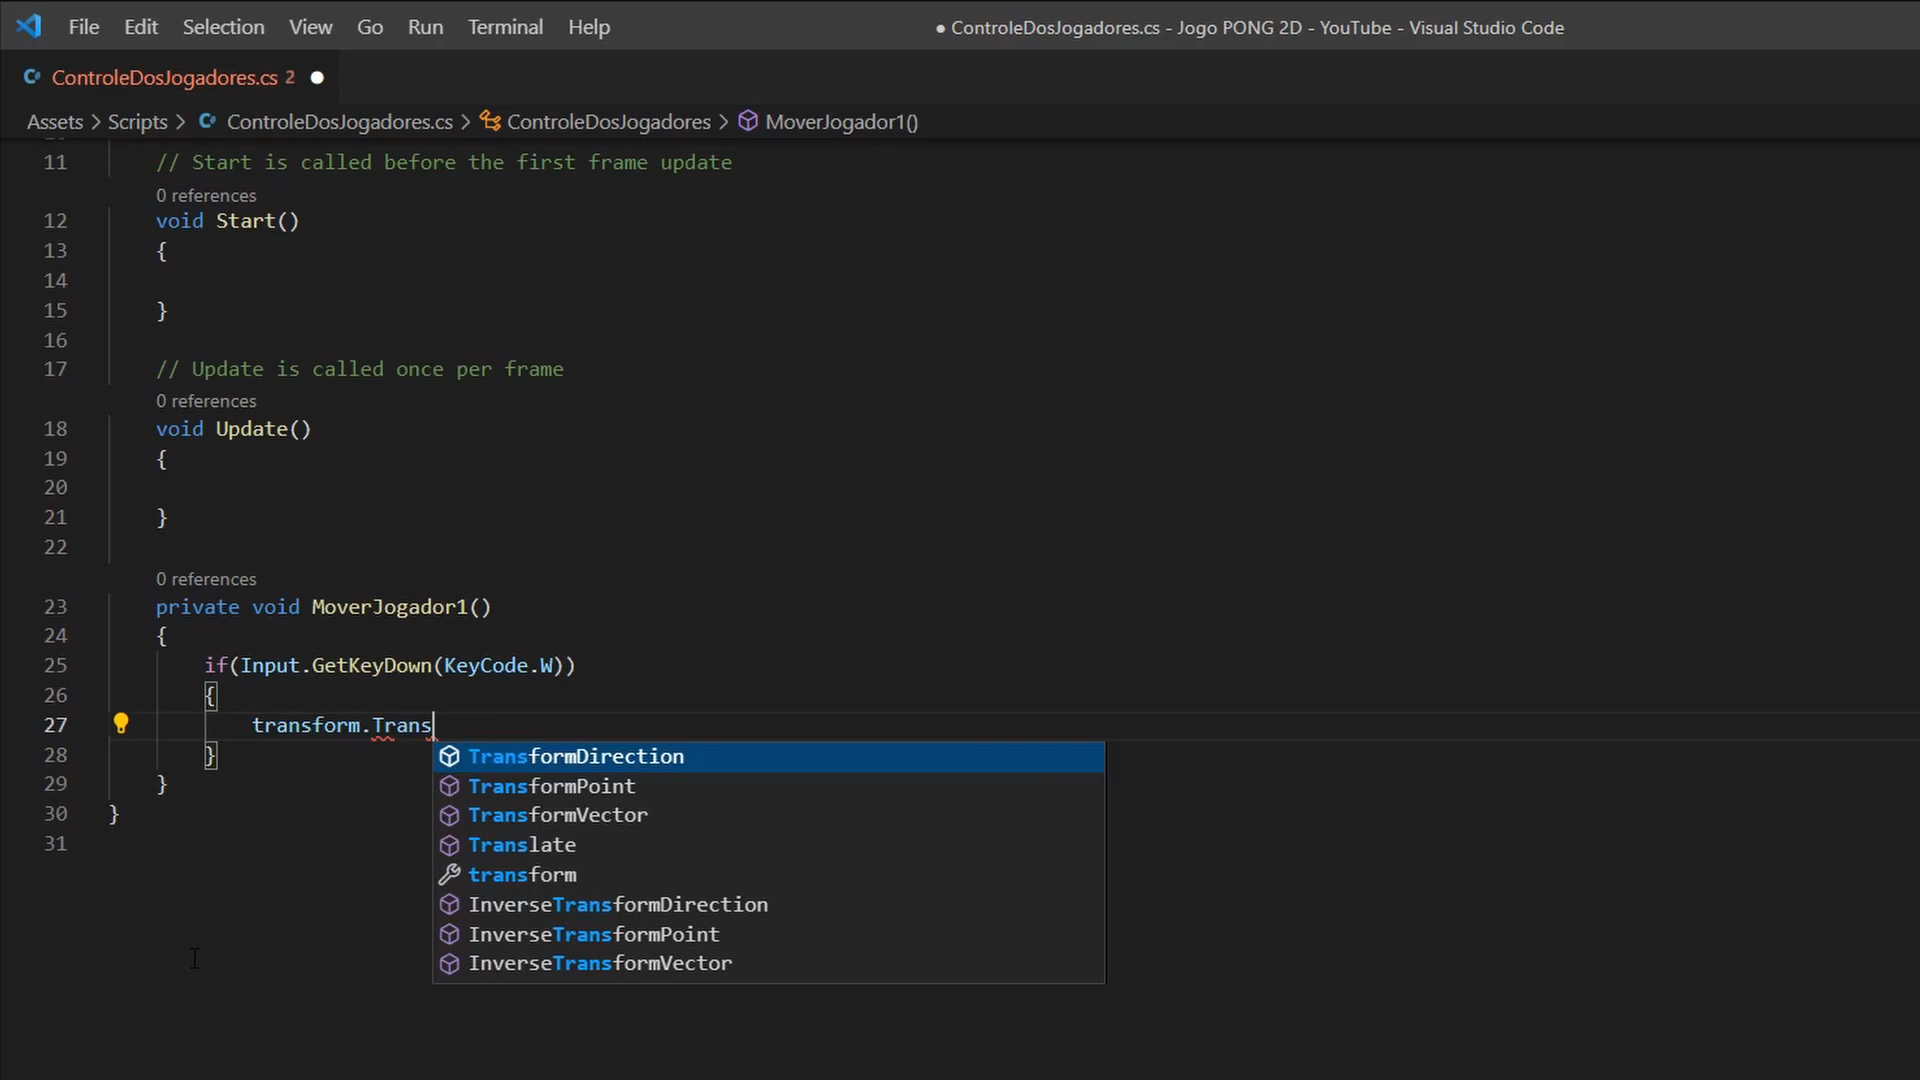 File Edit Selection View Go Run Terminal Help ● ControleDosJogadores.cs - Jogo PONG 2D - YouTube - Visual Studio Code
ControleDosJogadores.cs 2
Assets > Scripts > ControleDosJogadores.cs > ControleDosJogadores > MoverJogador1()
11 // Start is called before the first frame update
0 references
12 void Start()
13 {
14
15 }
16
17 // Update is called once per frame
0 references
18 void Update()
19 {
20
21 }
22
0 references
23 private void MoverJogador1()
24 {
25 if(Input.GetKeyDown(KeyCode.W))
26 {
27 transform.Trans
28 }
29 }
30 }
31
TransformDirection
TransformPoint
TransformVector
Translate
transform
InverseTransformDirection
InverseTransformPoint
InverseTransformVector